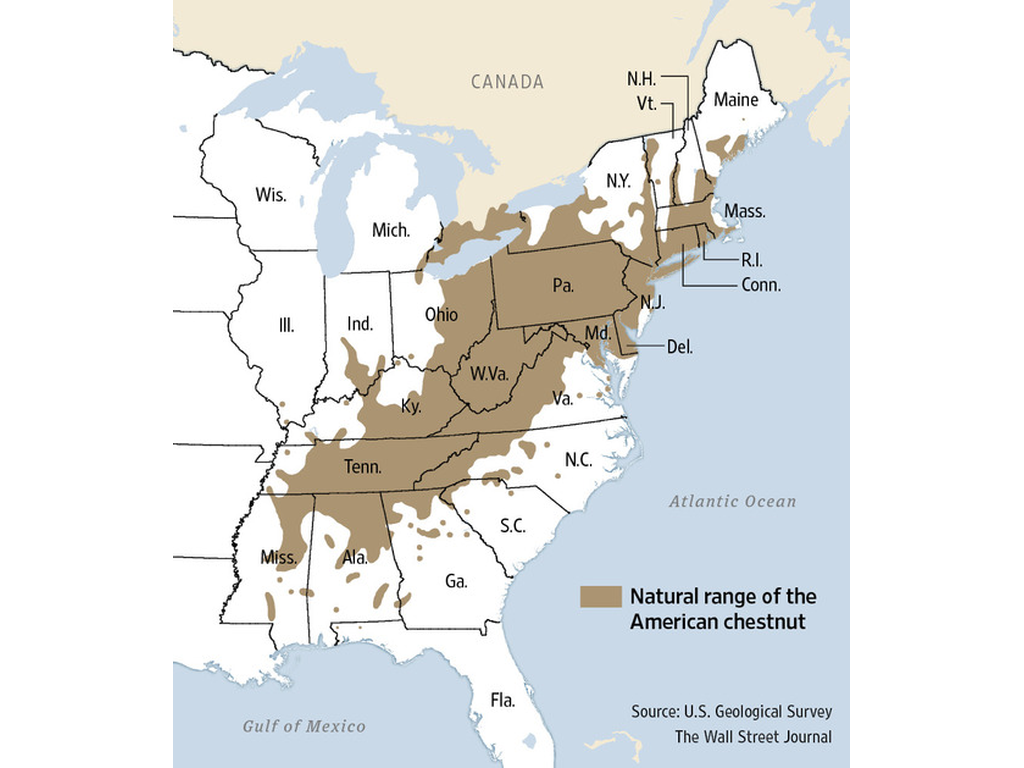 CANADA
N.H.
Vt.
Maine
Wis.
Mich.
N.Y.
Mass.
R.I.
Conn.
Ill.
Ind.
Ohio
Pa.
N.J.
Md.
Del.
W.Va.
Va.
Ky.
Tenn.
N.C.
S.C.
Atlantic Ocean
Miss.
Ala.
Ga.
Natural range of the
American chestnut
Fla.
Gulf of Mexico
Source: U.S. Geological Survey
The Wall Street Journal